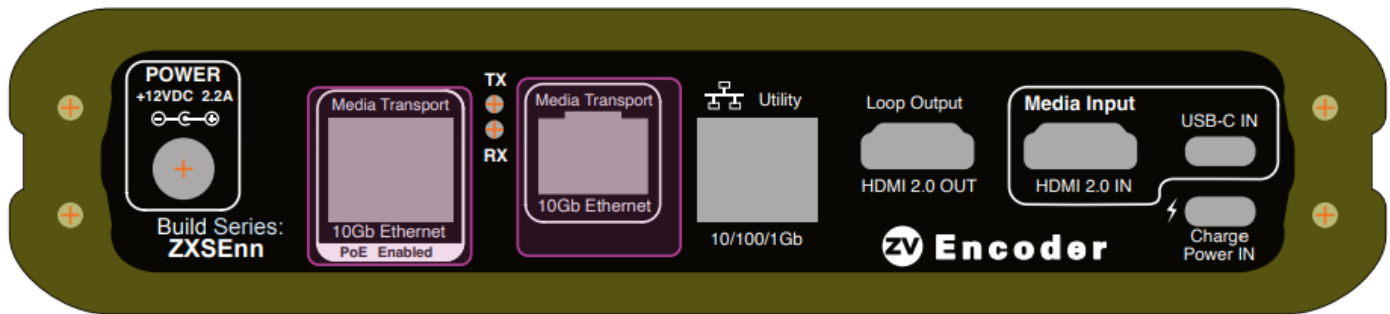 POWER
+12VDC 2.2A
Build Series:
ZXSEnn
Media Transport
10Gb Ethernet
PoE Enabled
TX
RX
Media Transport
10Gb Ethernet
Utility
10/100/1Gb
Loop Output
HDMI 2.0 OUT
Media Input
HDMI 2.0 IN
USB-C IN
Charge
Power IN
ZV Encoder